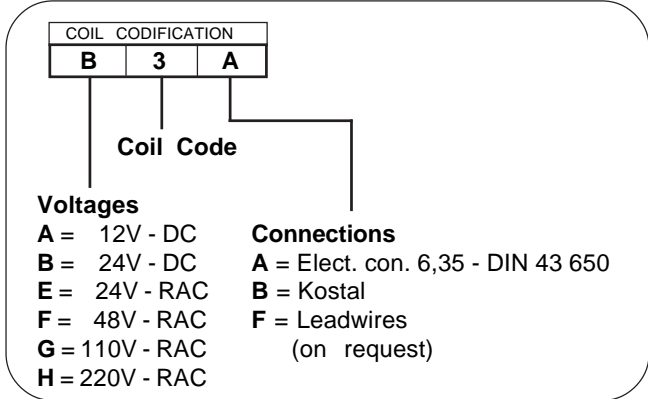 COIL CODIFICATION
B 3 A
Coil Code
Voltages
A = 12V - DC
B = 24V - DC
E = 24V - RAC
F = 48V - RAC
G = 110V - RAC
H = 220V - RAC
Connections
A = Elect. con. 6,35 - DIN 43 650
B = Kostal
F = Leadwires
(on request)